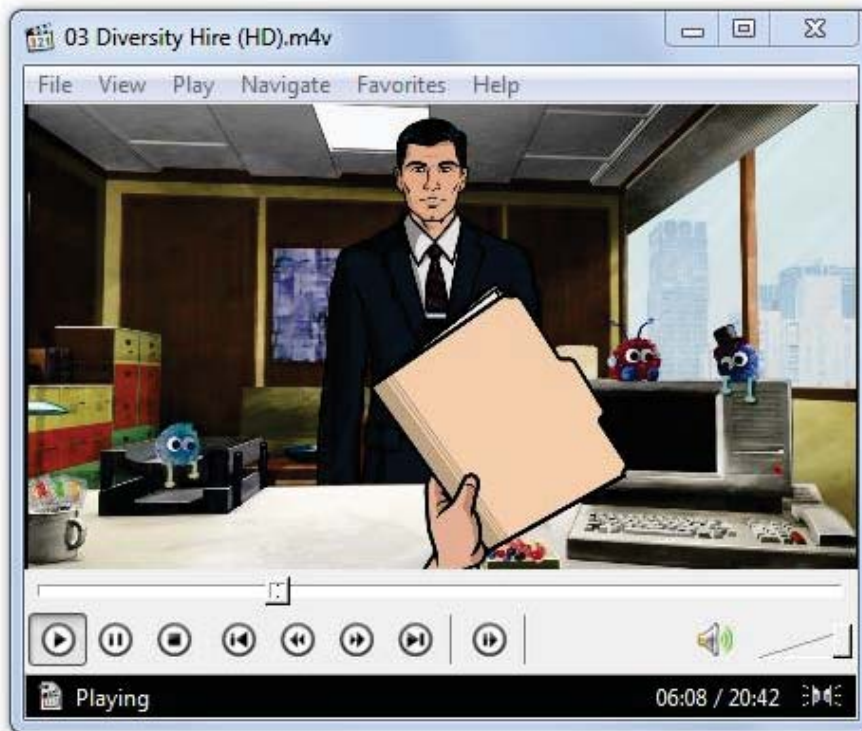 03 Diversity Hire (HD).m4v
File View Play Navigate Favorites Help
Playing 06:08 / 20:42